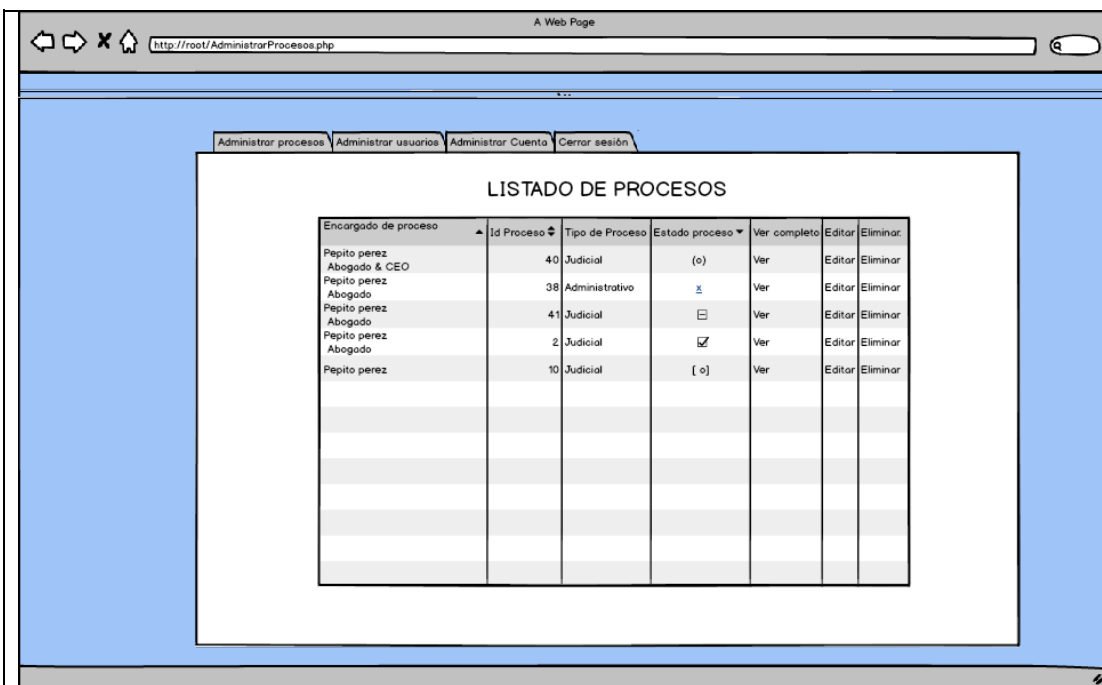 A Web Page
http://root/AdministrarProcesos.php
Administrar procesos Administrar usuarios Administrar Cuenta Cerrar sesión
LISTADO DE PROCESOS
Encargado de proceso Id Proceso Tipo de Proceso Estado proceso Ver completo Editar Eliminar.
Pepito perez
Abogado & CEO
40 Judicial (o) Ver Editar Eliminar
Pepito perez
Abogado
38 Administrativo x Ver Editar Eliminar
Pepito perez
Abogado
41 Judicial Ver Editar Eliminar
Pepito perez
Abogado
2 Judicial Ver Editar Eliminar
Pepito perez 10 Judicial [ o] Ver Editar Eliminar